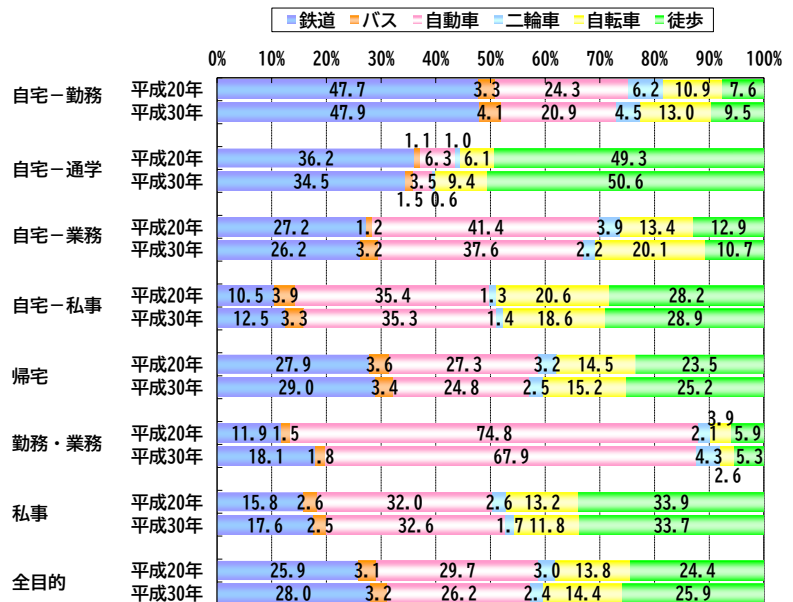 鉄道 バス 自動車 二輪車 自転車 徒歩
0% 10% 20% 30% 40% 50% 60% 70% 80% 90% 100%
自宅－勤務
平成20年 47.7 3.3 24.3 6.2 10.9 7.6
平成30年 47.9 4.1 20.9 4.5 13.0 9.5
1.1 1.0
自宅－通学
平成20年 36.2 6.3 6.1 49.3
平成30年 34.5 3.5 9.4 50.6
1.5 0.6
自宅－業務
平成20年 27.2 1.2 41.4 3.9 13.4 12.9
平成30年 26.2 3.2 37.6 2.2 20.1 10.7
自宅－私事
平成20年 10.5 3.9 35.4 1.3 20.6 28.2
平成30年 12.5 3.3 35.3 1.4 18.6 28.9
帰宅
平成20年 27.9 3.6 27.3 3.2 14.5 23.5
平成30年 29.0 3.4 24.8 2.5 15.2 25.2
3.9
勤務・業務
平成20年 11.9 1.5 74.8 2.1 5.9
平成30年 18.1 1.8 67.9 4.3 5.3
2.6
私事
平成20年 15.8 2.6 32.0 2.6 13.2 33.9
平成30年 17.6 2.5 32.6 1.7 11.8 33.7
全目的
平成20年 25.9 3.1 29.7 3.0 13.8 24.4
平成30年 28.0 3.2 26.2 2.4 14.4 25.9